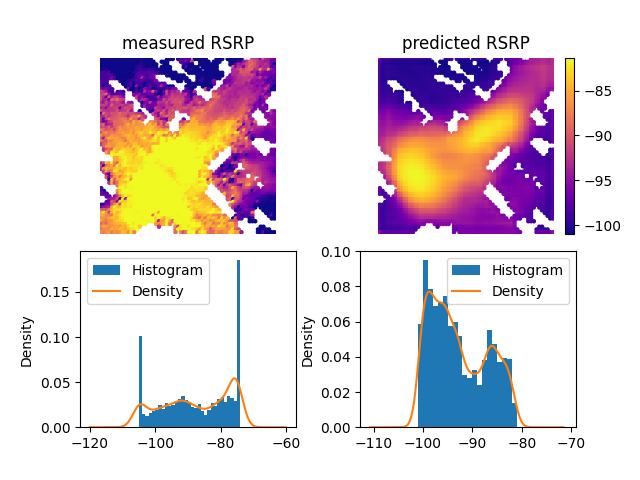 measured RSRP
predicted RSRP
−85
−90
−95
−100
Histogram
Density
Density
0.15
0.10
0.05
0.00
−120
−100
−80
−60
Histogram
Density
Density
0.10
0.08
0.06
0.04
0.02
0.00
−110
−100
−90
−80
−70